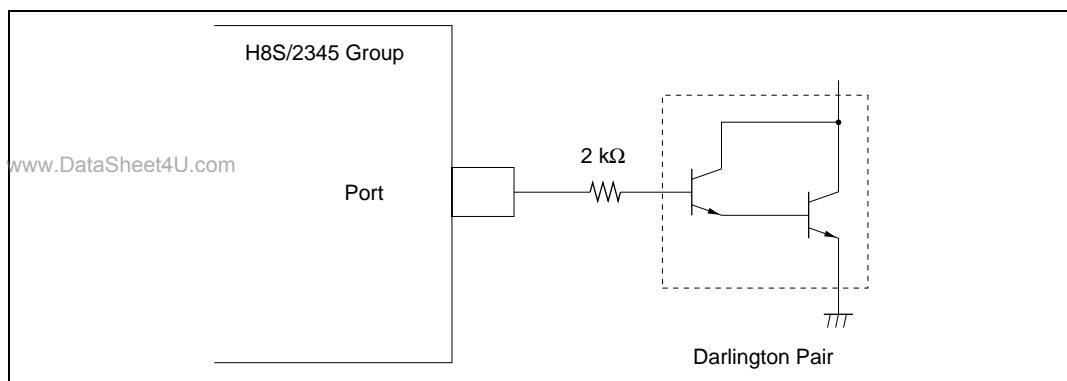 H8S/2345 Group
www.DataSheet4U.com
2 kΩ
Port
Darlington Pair